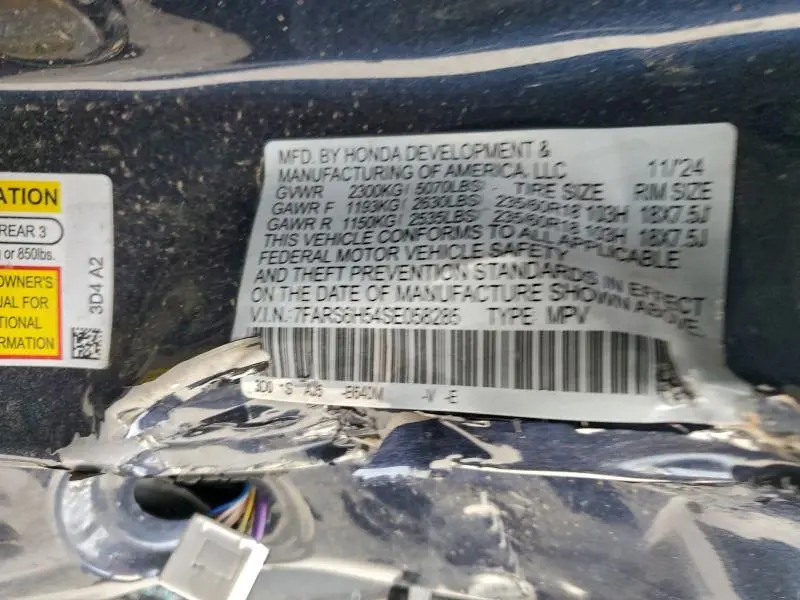 ATION
REAR 3
or 850lbs.
OWNER'S
UAL FOR
TIONAL
FORMATION
3D4 A2
MFD. BY HONDA DEVELOPMENT &
MANUFACTURING OF AMERICA, LLC 11/'24
GVWR 2300KG( 5070LBS) TIRE SIZE RIM SIZE
GAWR F 1193KG( 2630LBS) 235/60R18 103H 18X7.5J
GAWR R 1150KG( 2535LBS) 235/60R18 103H 18X7.5J
THIS VEHICLE CONFORMS TO ALL APPLICABLE
FEDERAL MOTOR VEHICLE SAFETY
AND THEFT PREVENTION STANDARDS IN EFFECT
ON THE DATE OF MANUFACTURE SHOWN ABOVE.
V.I.N.:7FARS6H54SE058285 TYPE: MPV
3D0 -B640M -V -E